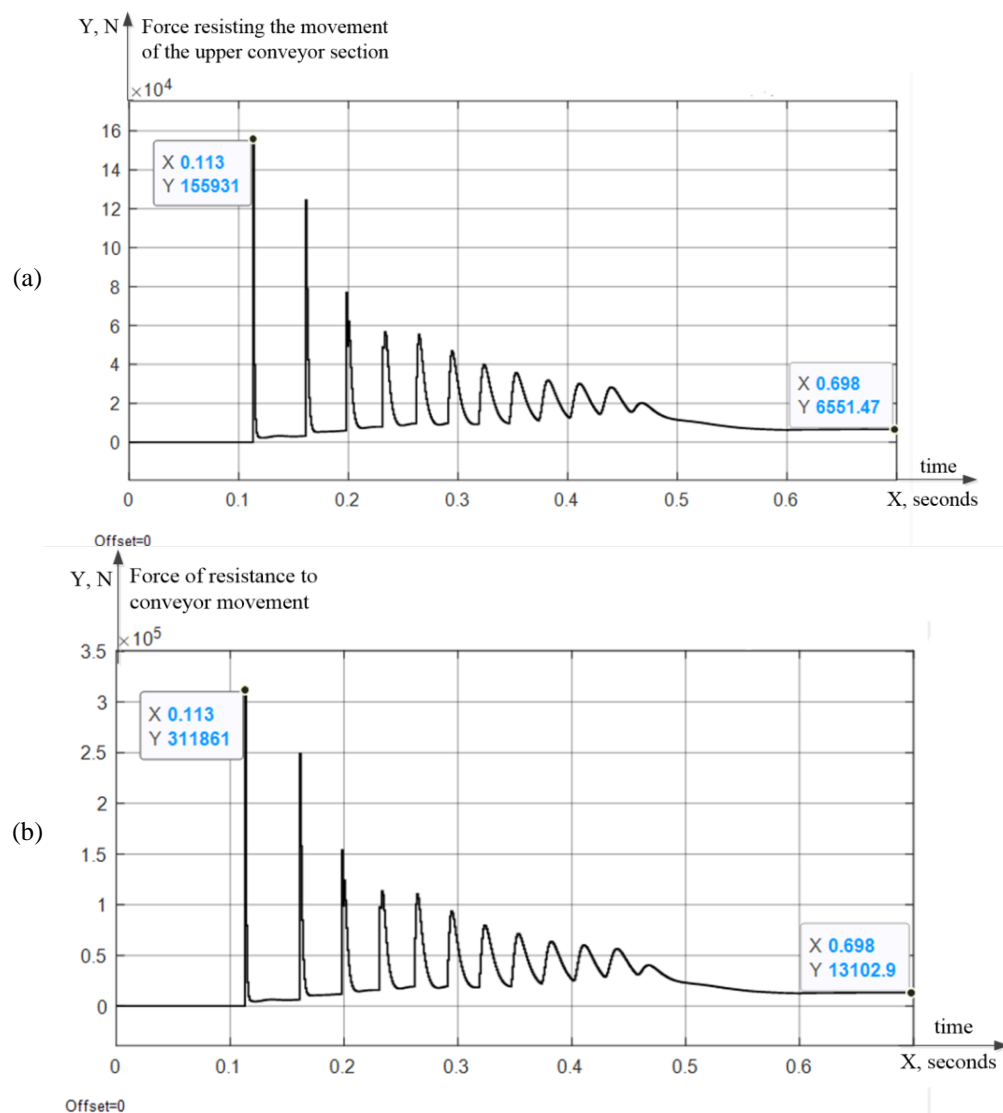 Y, N Force resisting the movement
of the upper conveyor section
×10⁴
16
X 0.113
Y 155931
14
12
10
(a)
8
6
4
X 0.698
Y 6551.47
2
0
time
0 0.1 0.2 0.3 0.4 0.5 0.6 X, seconds
Offset=0
Y, N Force of resistance to
conveyor movement
×10⁵
3.5
3
X 0.113
Y 311861
2.5
2
(b)
1.5
1
X 0.698
Y 13102.9
0.5
0
time
0 0.1 0.2 0.3 0.4 0.5 0.6 X, seconds
Offset=0